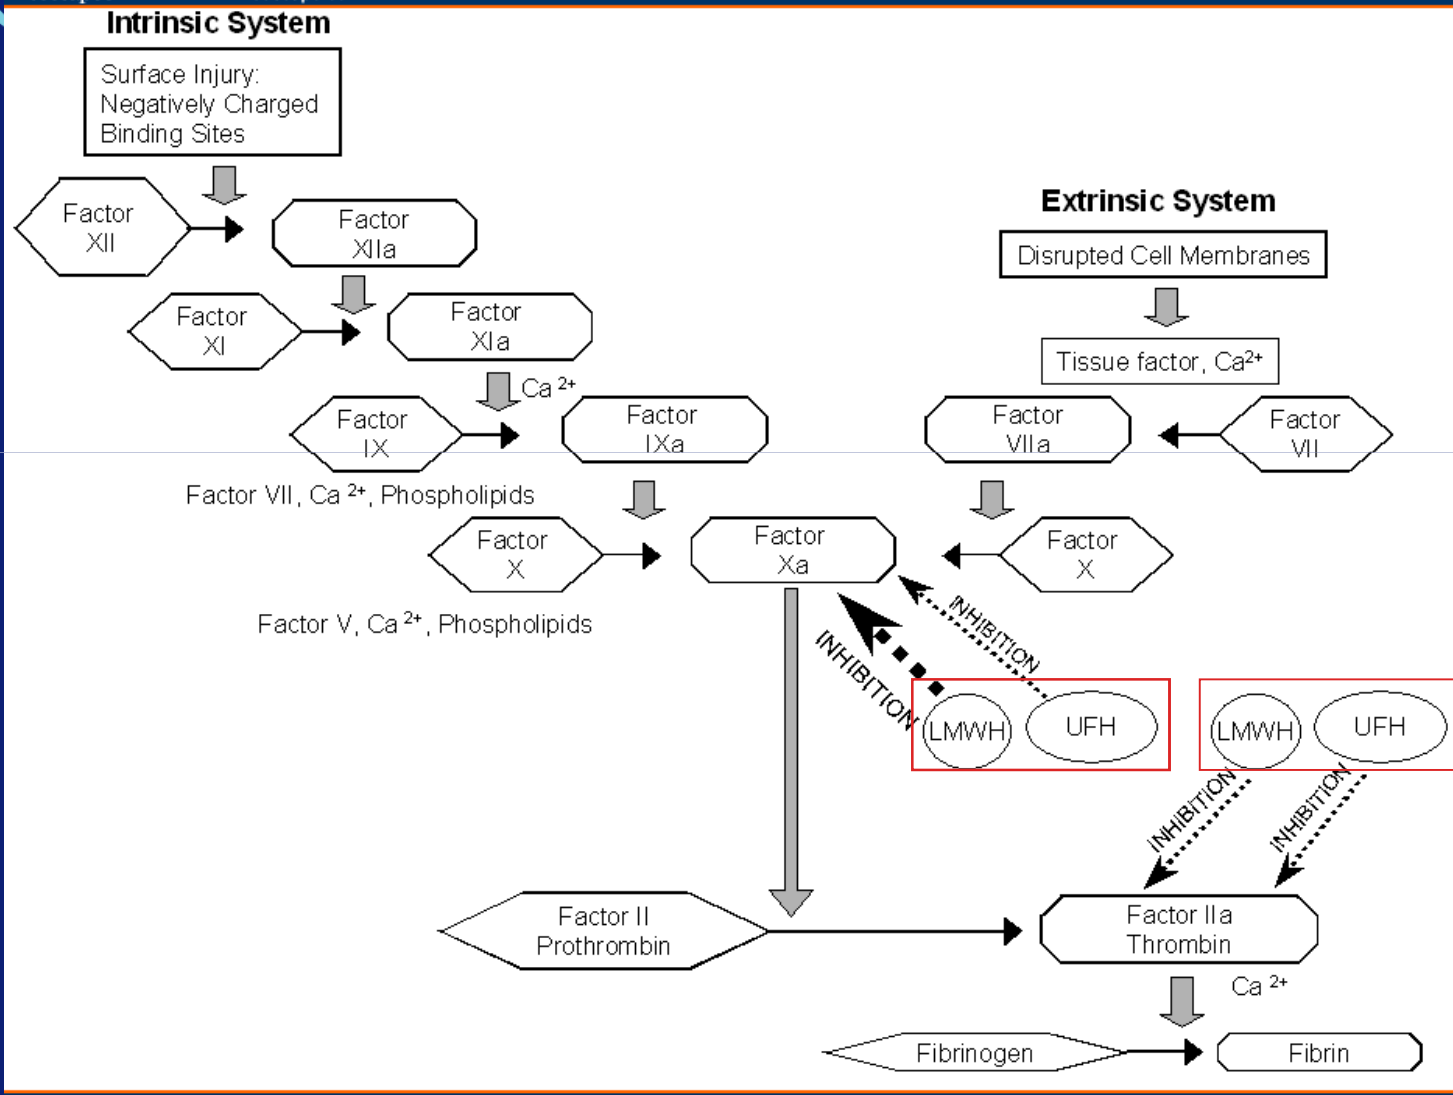 Intrinsic System
Surface Injury:
Negatively Charged
Binding Sites
Factor
XII
Factor
XIIa
Factor
XI
Factor
XIa
Ca 2+
Factor
IX
Factor
IXa
Factor VII, Ca 2+, Phospholipids
Extrinsic System
Disrupted Cell Membranes
Tissue factor, Ca2+
Factor
VIIa
Factor
VII
Factor
X
Factor
Xa
Factor
X
Factor V, Ca 2+, Phospholipids
INHIBITION
INHIBITION
LMWH
UFH
LMWH
UFH
INHIBITION
INHIBITION
Factor II
Prothrombin
Factor IIa
Thrombin
Ca 2+
Fibrinogen
Fibrin